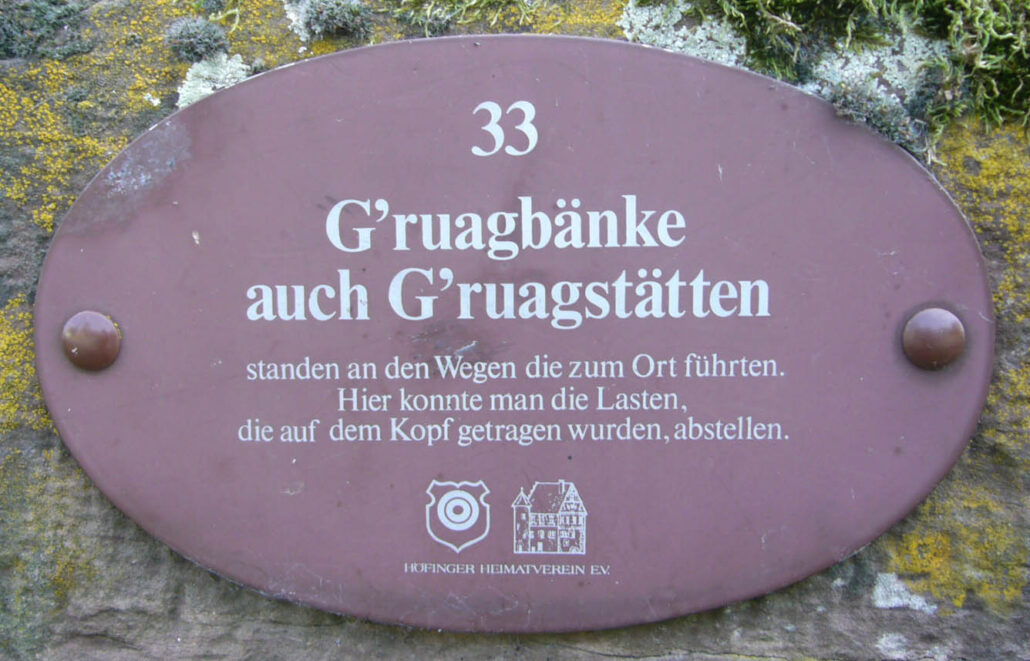 33
G’ruagbänke
auch G’ruagstätten
standen an den Wegen die zum Ort führten.
Hier konnte man die Lasten,
die auf dem Kopf getragen wurden, abstellen.
HÖFINGER HEIMATVEREIN E.V.